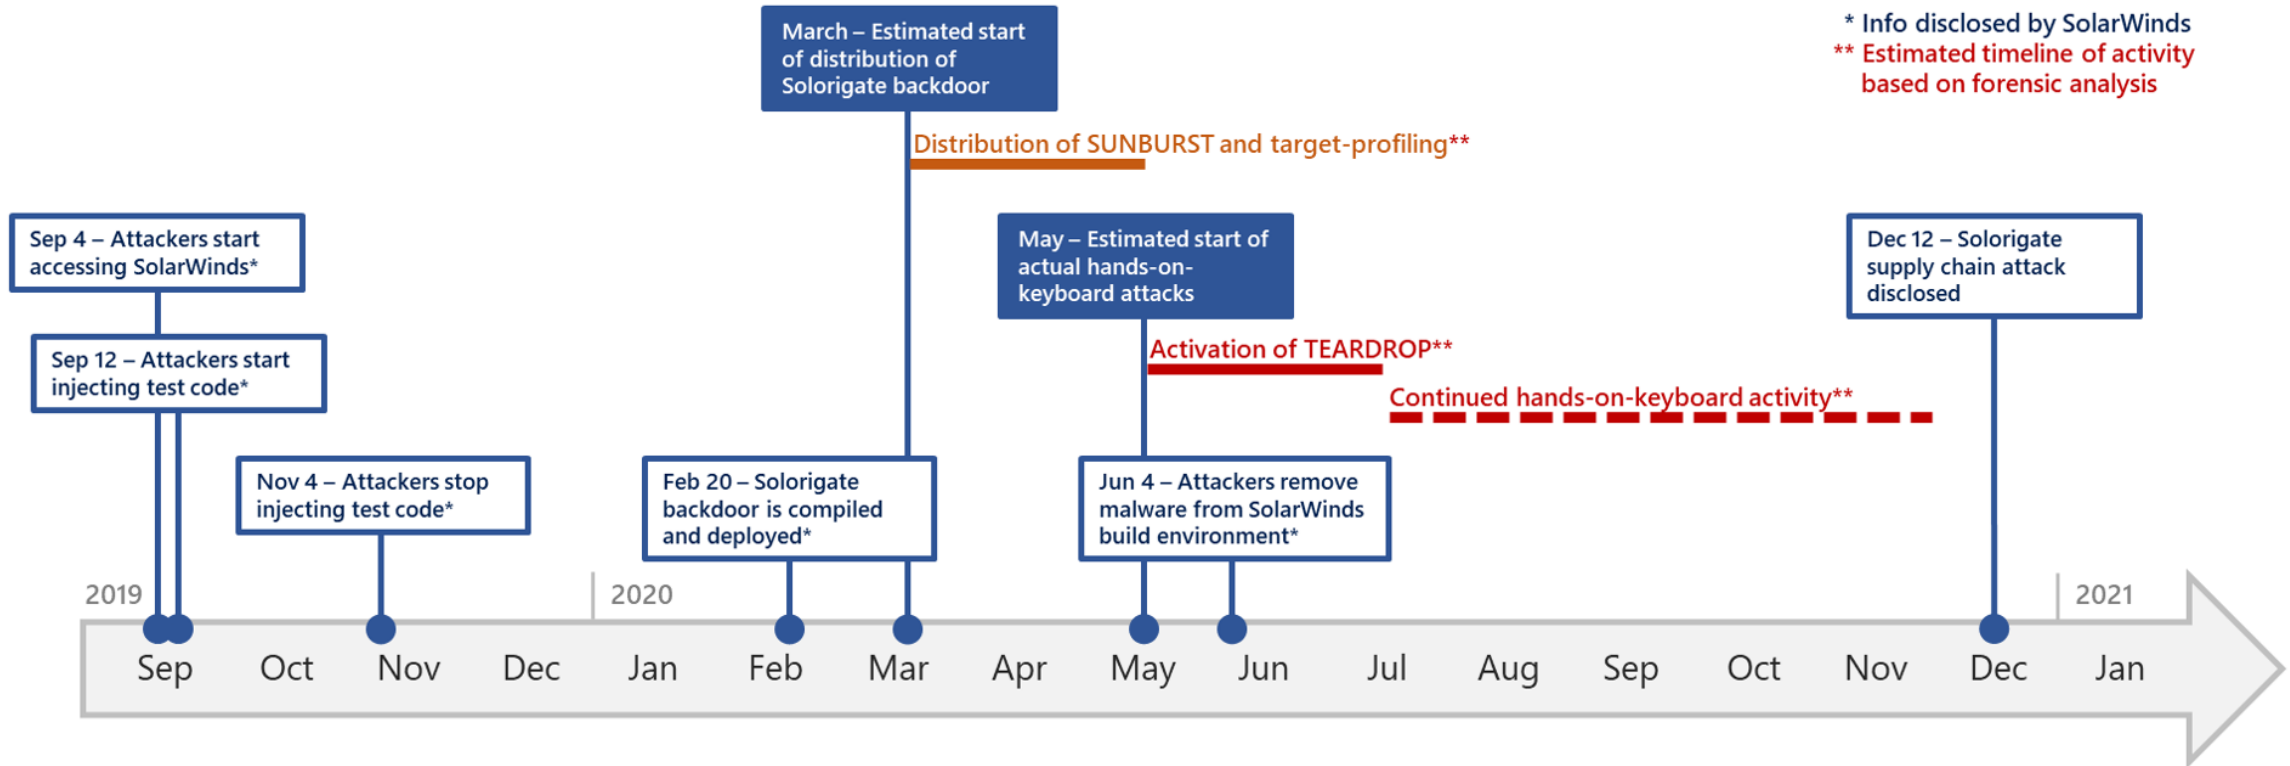 * Info disclosed by SolarWinds
** Estimated timeline of activity
based on forensic analysis
March – Estimated start
of distribution of
Solorigate backdoor
Distribution of SUNBURST and target-profiling**
Sep 4 – Attackers start
accessing SolarWinds*
May – Estimated start of
actual hands-on-
keyboard attacks
Dec 12 – Solorigate
supply chain attack
disclosed
Sep 12 – Attackers start
injecting test code*
Activation of TEARDROP**
Continued hands-on-keyboard activity**
Nov 4 – Attackers stop
injecting test code*
Feb 20 – Solorigate
backdoor is compiled
and deployed*
Jun 4 – Attackers remove
malware from SolarWinds
build environment*
2019 2020 2021
Sep Oct Nov Dec Jan Feb Mar Apr May Jun Jul Aug Sep Oct Nov Dec Jan